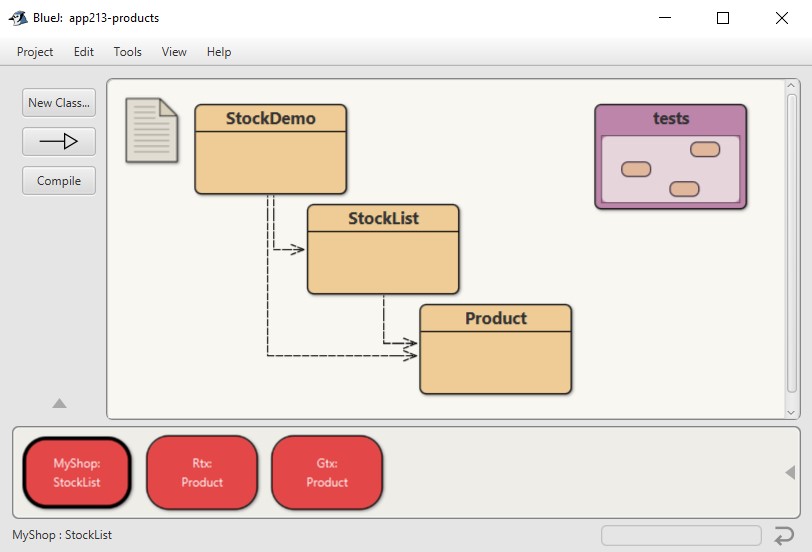 BlueJ: app213-products
Project Edit Tools View Help
New Class...
Compile
StockDemo
StockList
Product
tests
MyShop:
StockList
Rtx:
Product
Gtx:
Product
MyShop : StockList